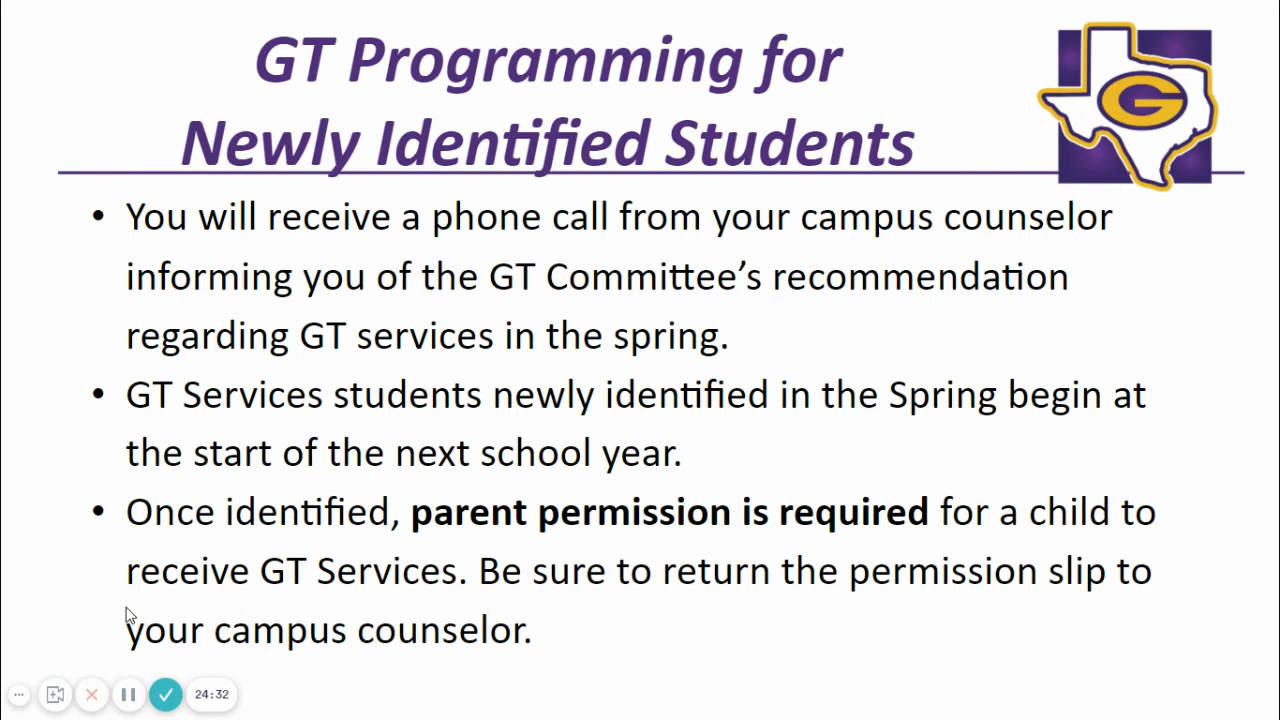 GT Programming for
Newly Identified Students
G
• You will receive a phone call from your campus counselor
informing you of the GT Committee’s recommendation
regarding GT services in the spring.
• GT Services students newly identified in the Spring begin at
the start of the next school year.
• Once identified, parent permission is required for a child to
receive GT Services. Be sure to return the permission slip to
your campus counselor.
24:32